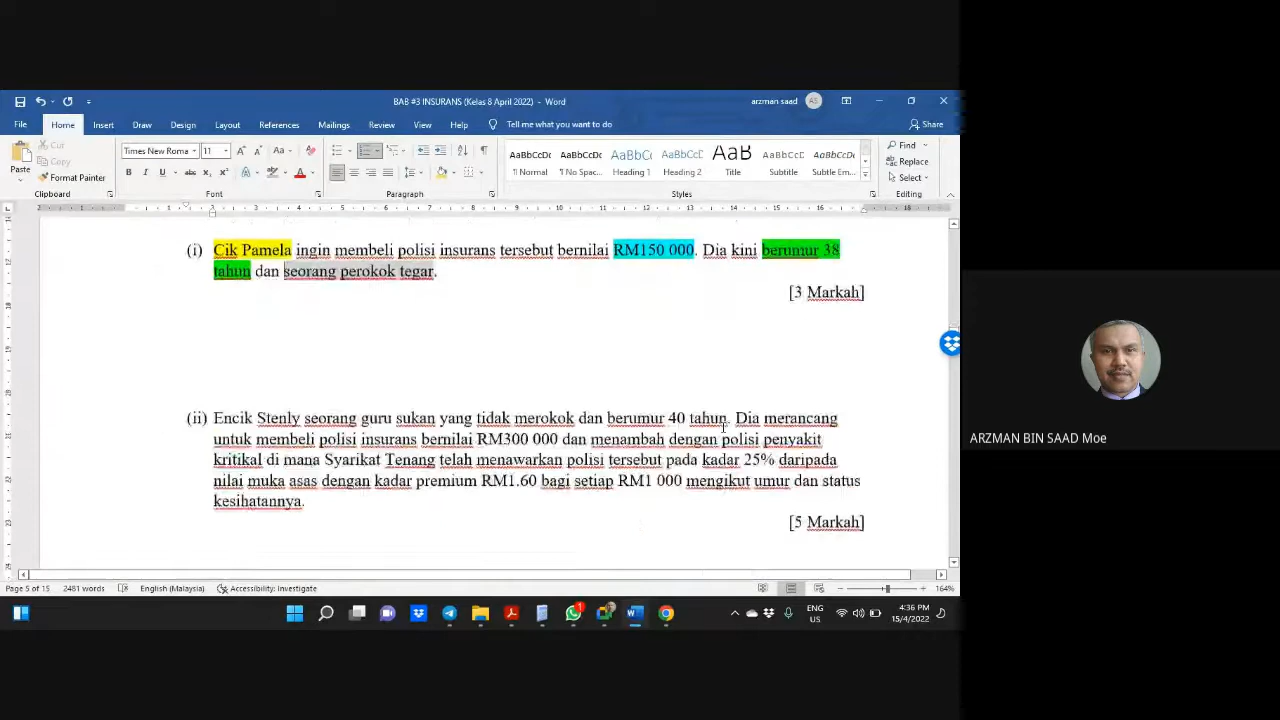 BAB #3 INSURANS (Kelas 8 April 2022) - Word
arzman saad
AS
File Home Insert Draw Design Layout References Mailings Review View Help Tell me what you want to do Share
Paste
Cut
Copy
Format Painter
Clipboard
Times New Roma 11
Font
Paragraph
AaBbCcDc AaBbCcDc AaBbCc AaBbCcD AaB AaBbCcD AaBbCcDc
¶ Normal ¶ No Spac... Heading 1 Heading 2 Title Subtitle Subtle Em...
Styles
Find
Replace
Select
Editing
(i) Cik Pamela ingin membeli polisi insurans tersebut bernilai RM150 000. Dia kini berumur 38
tahun dan seorang perokok tegar.
[3 Markah]
(ii) Encik Stenly seorang guru sukan yang tidak merokok dan berumur 40 tahun. Dia merancang
untuk membeli polisi insurans bernilai RM300 000 dan menambah dengan polisi penyakit
kritikal di mana Syarikat Tenang telah menawarkan polisi tersebut pada kadar 25% daripada
nilai muka asas dengan kadar premium RM1.60 bagi setiap RM1 000 mengikut umur dan status
kesihatannya.
[5 Markah]
Page 5 of 15 2481 words English (Malaysia) Accessibility: Investigate 164%
ENG
US
4:36 PM
15/4/2022
ARZMAN BIN SAAD Moe